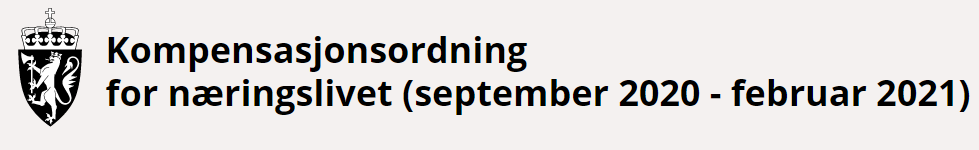 Kompensasjonsordning
for næringslivet (september 2020 - februar 2021)